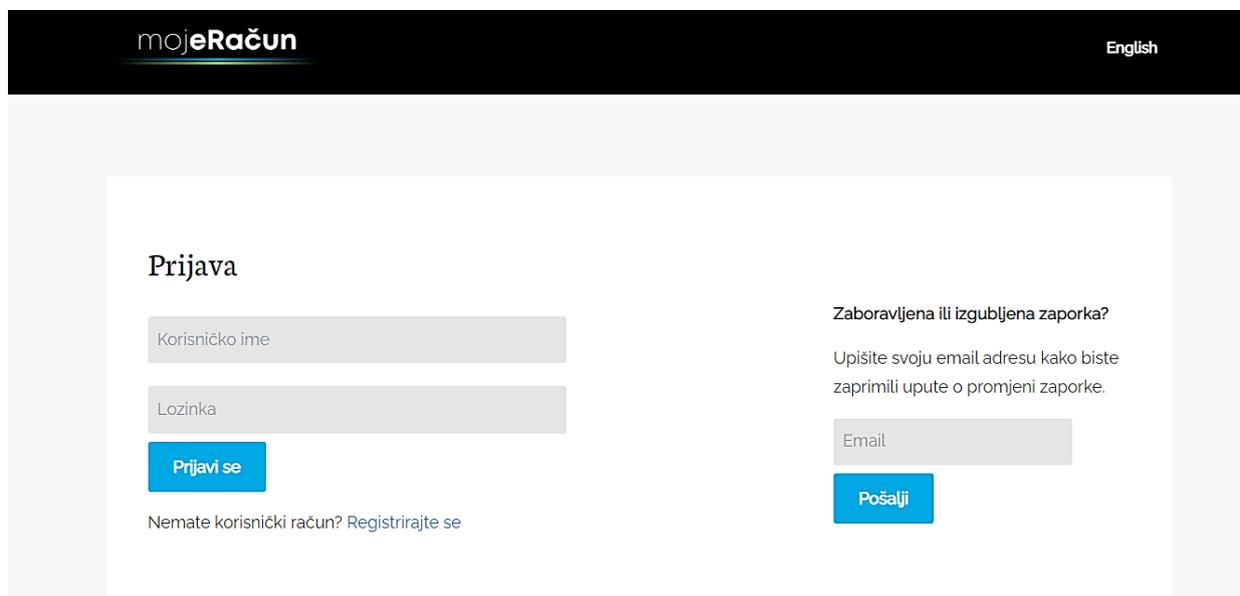 mojeRačun
English
Prijava
Korisničko ime
Lozinka
Prijavi se
Nemate korisnički račun? Registrirajte se
Zaboravljena ili izgubljena zaporka?
Upišite svoju email adresu kako biste
zaprimili upute o promjeni zaporke.
Email
Pošalji